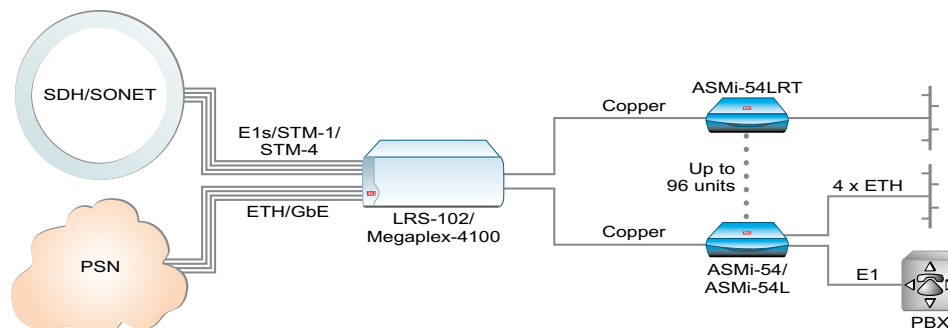 SDH/SONET
E1s/STM-1/
STM-4
ETH/GbE
PSN
LRS-102/
Megaplex-4100
Copper
ASMi-54LRT
Up to
96 units
4 x ETH
Copper
ASMi-54/
ASMi-54L
E1
PBX